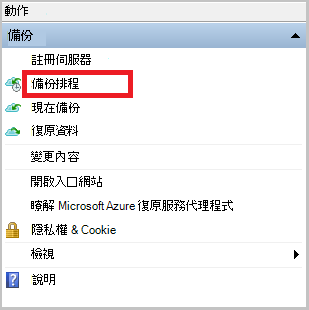 動作
備份
註冊伺服器
備份排程
現在備份
復原資料
變更內容
開啟入口網站
瞭解 Microsoft Azure 復原服務代理程式
隱私權 & Cookie
檢視
說明